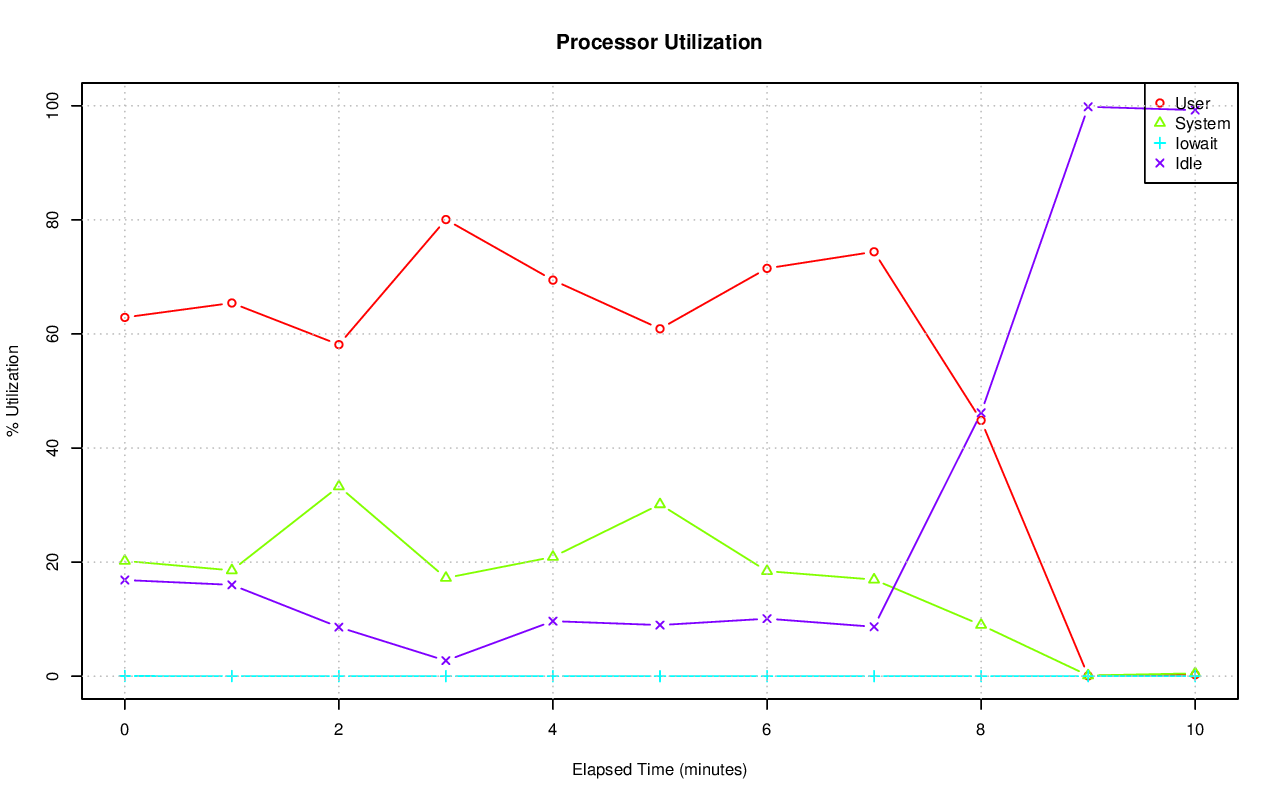 Processor Utilization
% Utilization
100
80
60
40
20
0
User
System
Iowait
Idle
0 2 4 6 8 10
Elapsed Time (minutes)